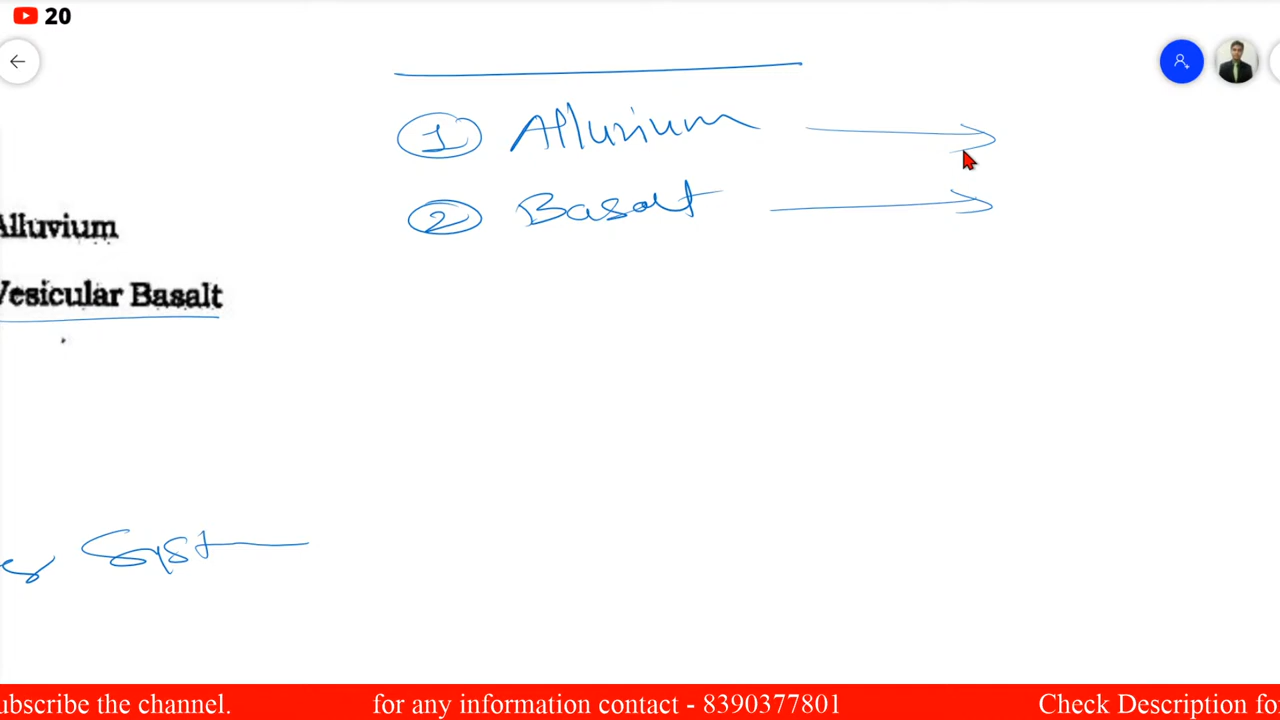 20
① Alluvium
② Basalt
Alluvium
Vesicular Basalt
Syst
ubscribe the channel. for any information contact - 8390377801 Check Description fo